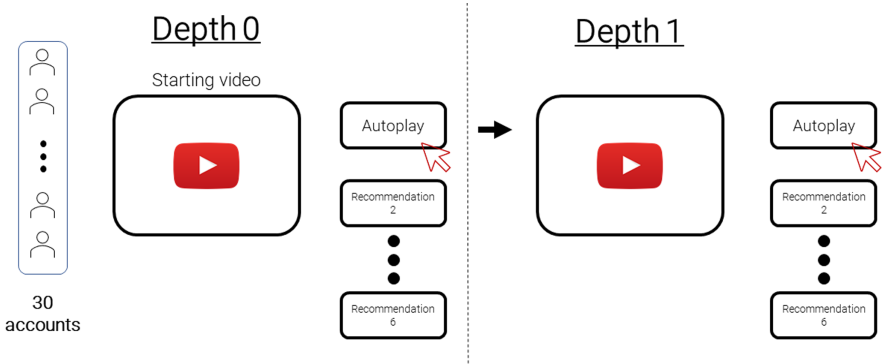 Depth 0
Starting video
Autoplay
Recommendation
2
Recommendation
6
30
accounts
Depth 1
Autoplay
Recommendation
2
Recommendation
6